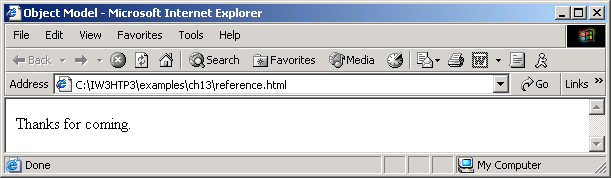 Object Model - Microsoft Internet Explorer
File Edit View Favorites Tools Help
Back Search Favorites Media
Address C:\IW3HTP3\examples\ch13\reference.html Go Links »
Thanks for coming.
Done My Computer